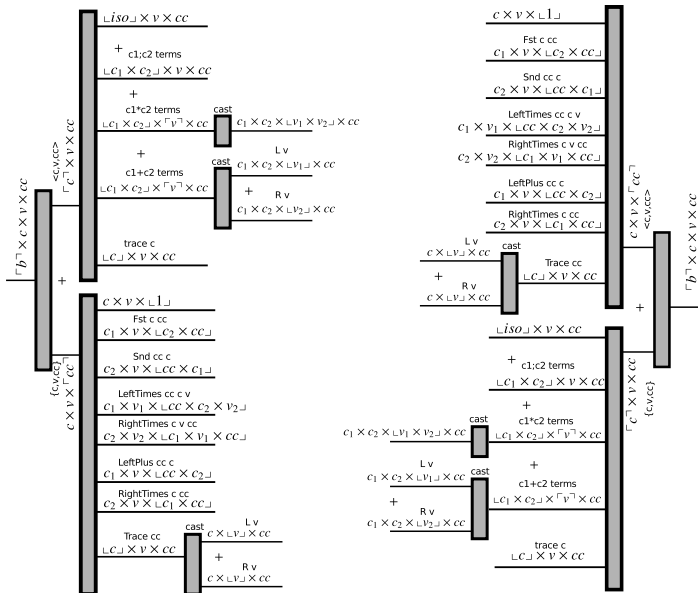 ⌞iso⌟ × v × cc
+
c1;c2 terms
⌞c₁ × c₂⌟ × v × cc
+
c1*c2 terms
⌞c₁ × c₂⌟ × ⌜v⌝ × cc
cast
c₁ × c₂ × ⌞v₁ × v₂⌟ × cc
+
c1+c2 terms
⌞c₁ × c₂⌟ × ⌜v⌝ × cc
cast
L v
c₁ × c₂ × ⌞v₁⌟ × cc
+
R v
c₁ × c₂ × ⌞v₂⌟ × cc
trace c
⌞c⌟ × v × cc
<c,v,cc>
⌜c⌝ × v × cc
⌜b⌝ × c × v × cc
+
{c,v,cc}
c × v × ⌜cc⌝
c × v × ⌞1⌟
Fst c cc
c₁ × v × ⌞c₂ × cc⌟
Snd cc c
c₂ × v × ⌞cc × c₁⌟
LeftTimes cc c v
c₁ × v₁ × ⌞cc × c₂ × v₂⌟
RightTimes c v cc
c₂ × v₂ × ⌞c₁ × v₁ × cc⌟
LeftPlus cc c
c₁ × v × ⌞cc × c₂⌟
RightTimes c cc
c₂ × v × ⌞c₁ × cc⌟
Trace cc
⌞c⌟ × v × cc
cast
L v
c × ⌞v⌟ × cc
+
R v
c × ⌞v⌟ × cc
c × v × ⌞1⌟
Fst c cc
c₁ × v × ⌞c₂ × cc⌟
Snd cc c
c₂ × v × ⌞cc × c₁⌟
LeftTimes cc c v
c₁ × v₁ × ⌞cc × c₂ × v₂⌟
RightTimes c v cc
c₂ × v₂ × ⌞c₁ × v₁ × cc⌟
LeftPlus cc c
c₁ × v × ⌞cc × c₂⌟
RightTimes c cc
c₂ × v × ⌞c₁ × cc⌟
L v
c × ⌞v⌟ × cc
+
R v
c × ⌞v⌟ × cc
cast
Trace cc
⌞c⌟ × v × cc
c × v × ⌜cc⌝
<c,v,cc>
⌜b⌝ × c × v × cc
+
⌜c⌝ × v × cc
{c,v,cc}
⌞iso⌟ × v × cc
+
c1;c2 terms
⌞c₁ × c₂⌟ × v × cc
+
c1*c2 terms
c₁ × c₂ × ⌞v₁ × v₂⌟ × cc
cast
⌞c₁ × c₂⌟ × ⌜v⌝ × cc
+
c1+c2 terms
L v
c₁ × c₂ × ⌞v₁⌟ × cc
+
R v
c₁ × c₂ × ⌞v₂⌟ × cc
cast
⌞c₁ × c₂⌟ × ⌜v⌝ × cc
trace c
⌞c⌟ × v × cc